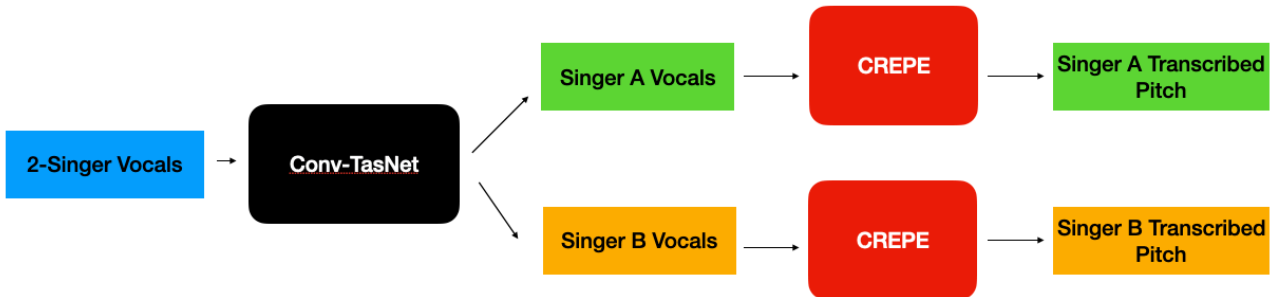 2-Singer Vocals
Conv-TasNet
Singer A Vocals
CREPE
Singer A Transcribed
Pitch
Singer B Vocals
CREPE
Singer B Transcribed
Pitch